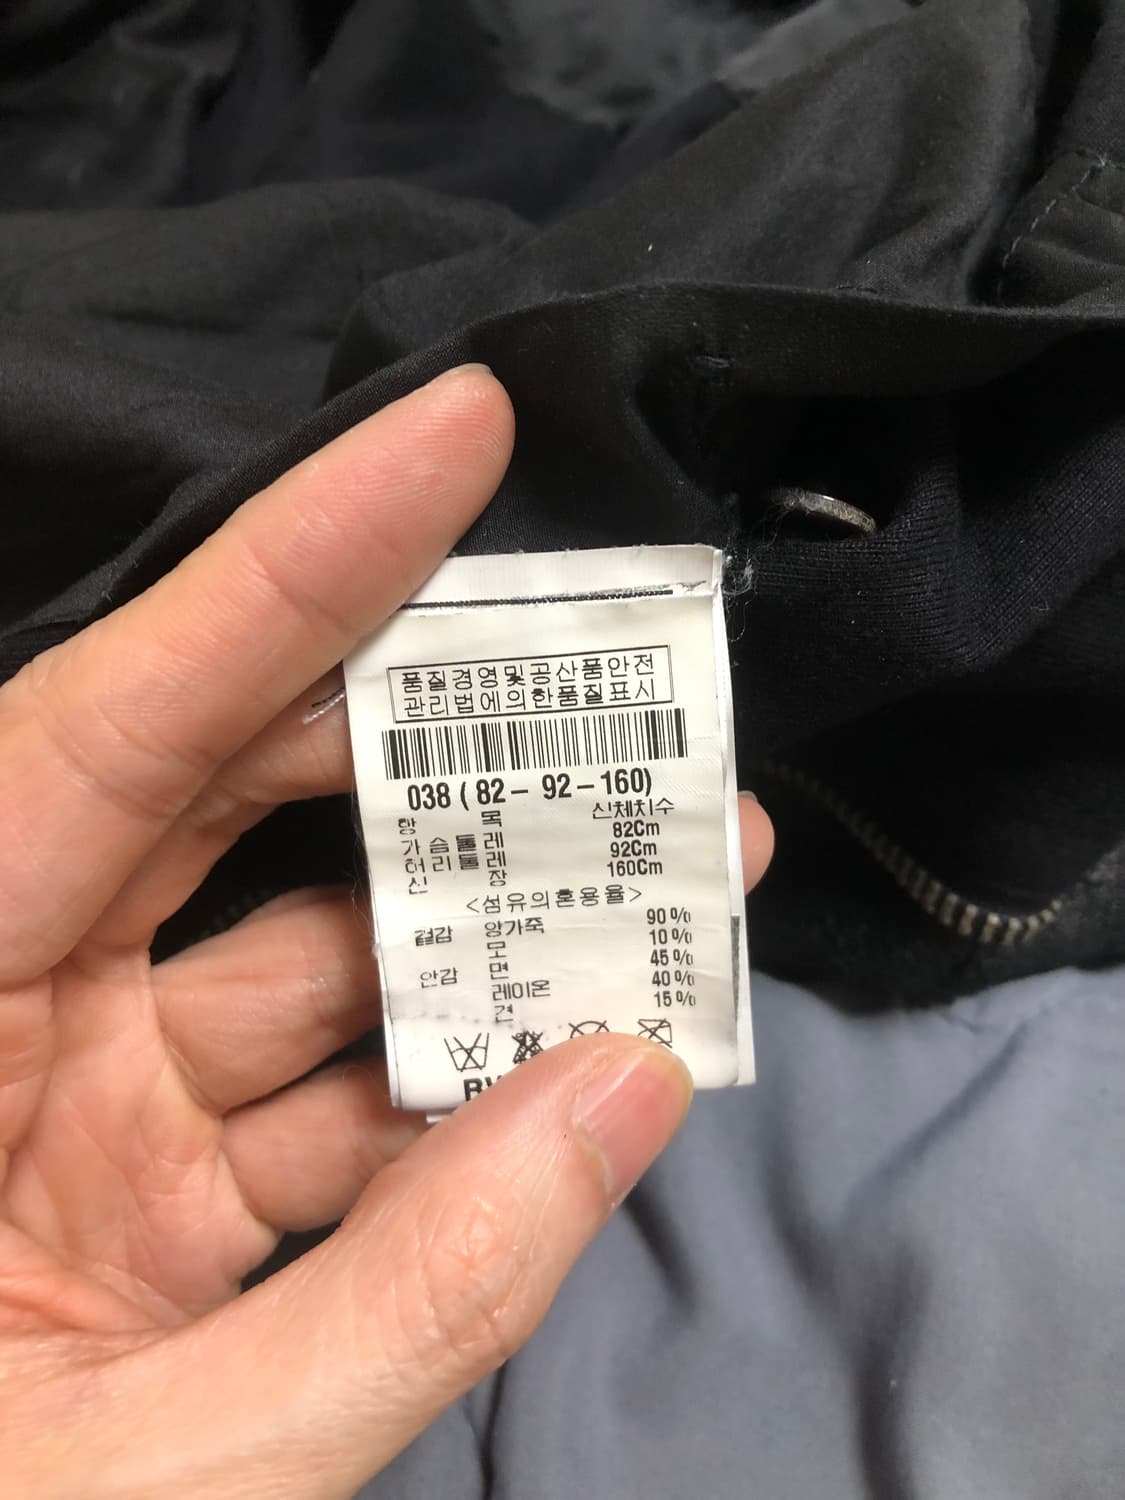 품질경영및공산품안전
관리법에의한품질표시
038 ( 82 – 92 – 160)
항 목 신체치수
가슴둘레 82Cm
허리둘레 92Cm
신 장 160Cm
<섬유의혼용율>
겉감 양가죽 90%
모 10%
안감 면 45%
레이온 40%
견 15%